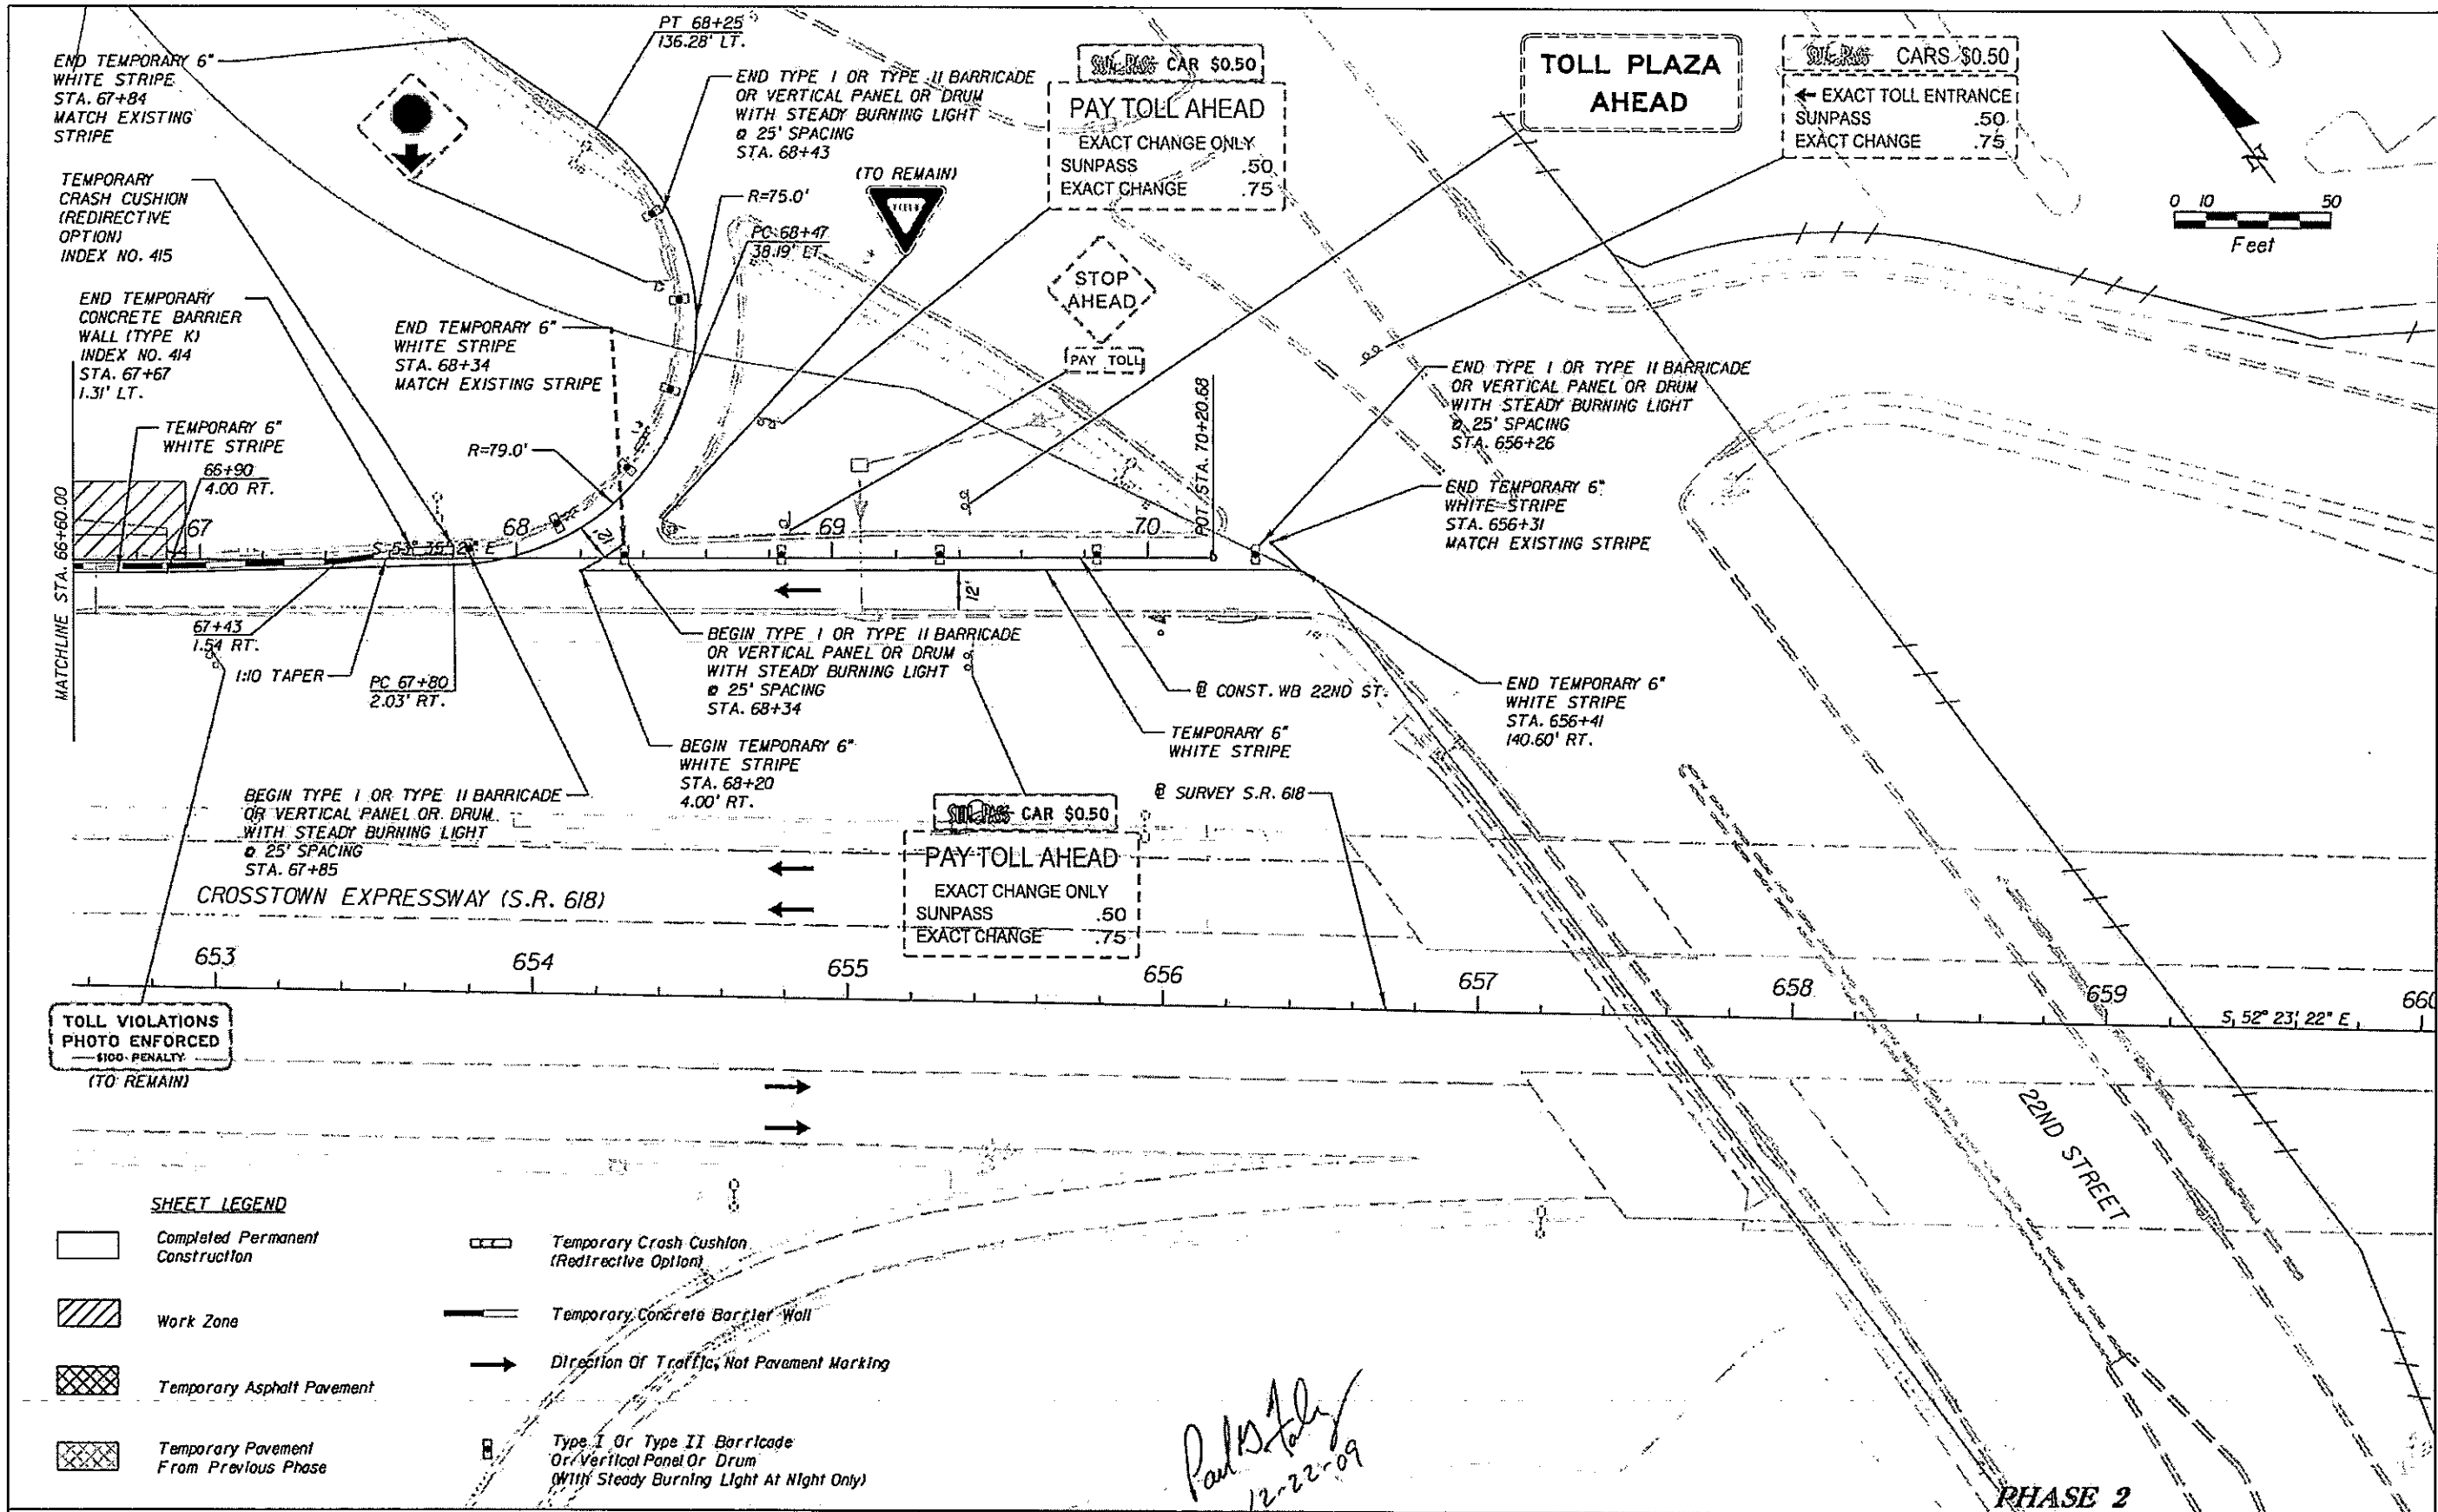 PT 68+25
136.28' LT.
END TEMPORARY 6"
WHITE STRIPE
STA. 67+84
MATCH EXISTING
STRIPE
END TYPE I OR TYPE II BARRICADE
OR VERTICAL PANEL OR DRUM
WITH STEADY BURNING LIGHT
@ 25' SPACING
STA. 68+43
SUNPASS CAR $0.50
PAY TOLL AHEAD
EXACT CHANGE ONLY
SUNPASS .50
EXACT CHANGE .75
TOLL PLAZA
AHEAD
SUNPASS CARS $0.50
← EXACT TOLL ENTRANCE
SUNPASS .50
EXACT CHANGE .75
N
0 10 50
Feet
TEMPORARY
CRASH CUSHION
(REDIRECTIVE
OPTION)
INDEX NO. 415
R=75.0'
(TO REMAIN)
YIELD
PC 68+47
38.19' LT.
STOP
AHEAD
PAY TOLL
END TEMPORARY
CONCRETE BARRIER
WALL (TYPE K)
INDEX NO. 414
STA. 67+67
1.31' LT.
END TEMPORARY 6"
WHITE STRIPE
STA. 68+34
MATCH EXISTING STRIPE
END TYPE I OR TYPE II BARRICADE
OR VERTICAL PANEL OR DRUM
WITH STEADY BURNING LIGHT
@ 25' SPACING
STA. 656+26
TEMPORARY 6"
WHITE STRIPE
66+90
4.00 RT.
R=79.0'
POT STA. 70+20.68
END TEMPORARY 6"
WHITE STRIPE
STA. 656+31
MATCH EXISTING STRIPE
MATCHLINE STA. 66+60.00
67 68 69 70
12'
12'
67+43
1.54 RT.
1:10 TAPER
PC 67+80
2.03' RT.
BEGIN TYPE I OR TYPE II BARRICADE
OR VERTICAL PANEL OR DRUM
WITH STEADY BURNING LIGHT
@ 25' SPACING
STA. 68+34
℄ CONST. WB 22ND ST.
END TEMPORARY 6"
WHITE STRIPE
STA. 656+41
140.60' RT.
BEGIN TEMPORARY 6"
WHITE STRIPE
STA. 68+20
4.00' RT.
TEMPORARY 6"
WHITE STRIPE
BEGIN TYPE I OR TYPE II BARRICADE
OR VERTICAL PANEL OR DRUM
WITH STEADY BURNING LIGHT
@ 25' SPACING
STA. 67+85
℄ SURVEY S.R. 618
SUNPASS CAR $0.50
PAY TOLL AHEAD
EXACT CHANGE ONLY
SUNPASS .50
EXACT CHANGE .75
CROSSTOWN EXPRESSWAY (S.R. 618)
653 654 655 656 657 658 659 660
S 52° 23' 22" E
TOLL VIOLATIONS
PHOTO ENFORCED
$100 PENALTY
(TO REMAIN)
22ND STREET
SHEET LEGEND
Completed Permanent
Construction
Work Zone
Temporary Asphalt Pavement
Temporary Pavement
From Previous Phase
Temporary Crash Cushion
(Redirective Option)
Temporary Concrete Barrier Wall
Direction Of Traffic, Not Pavement Marking
Type I Or Type II Barricade
Or Vertical Panel Or Drum
(With Steady Burning Light At Night Only)
12-22-09
PHASE 2